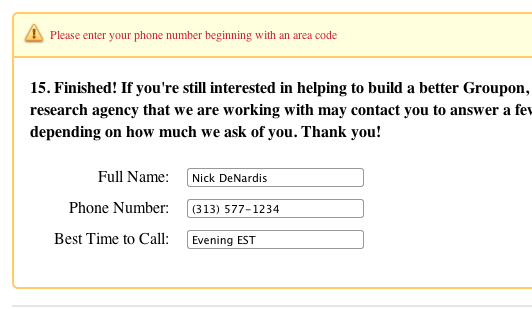 Please enter your phone number beginning with an area code
15. Finished! If you're still interested in helping to build a better Groupon,
research agency that we are working with may contact you to answer a few
depending on how much we ask of you. Thank you!
Full Name: Nick DeNardis
Phone Number: (313) 577-1234
Best Time to Call: Evening EST